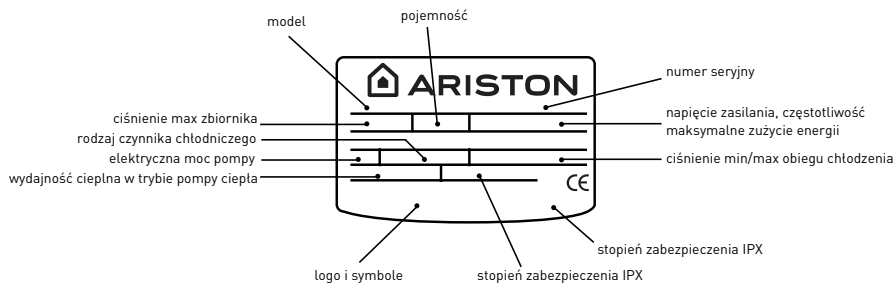 model
pojemność
ARISTON
numer seryjny
ciśnienie max zbiornika
rodzaj czynnika chłodniczego
elektryczna moc pompy
wydajność cieplna w trybie pompy ciepła
napięcie zasilania, częstotliwość
maksymalne zużycie energii
ciśnienie min/max obiegu chłodzenia
CE
stopień zabezpieczenia IPX
logo i symbole
stopień zabezpieczenia IPX